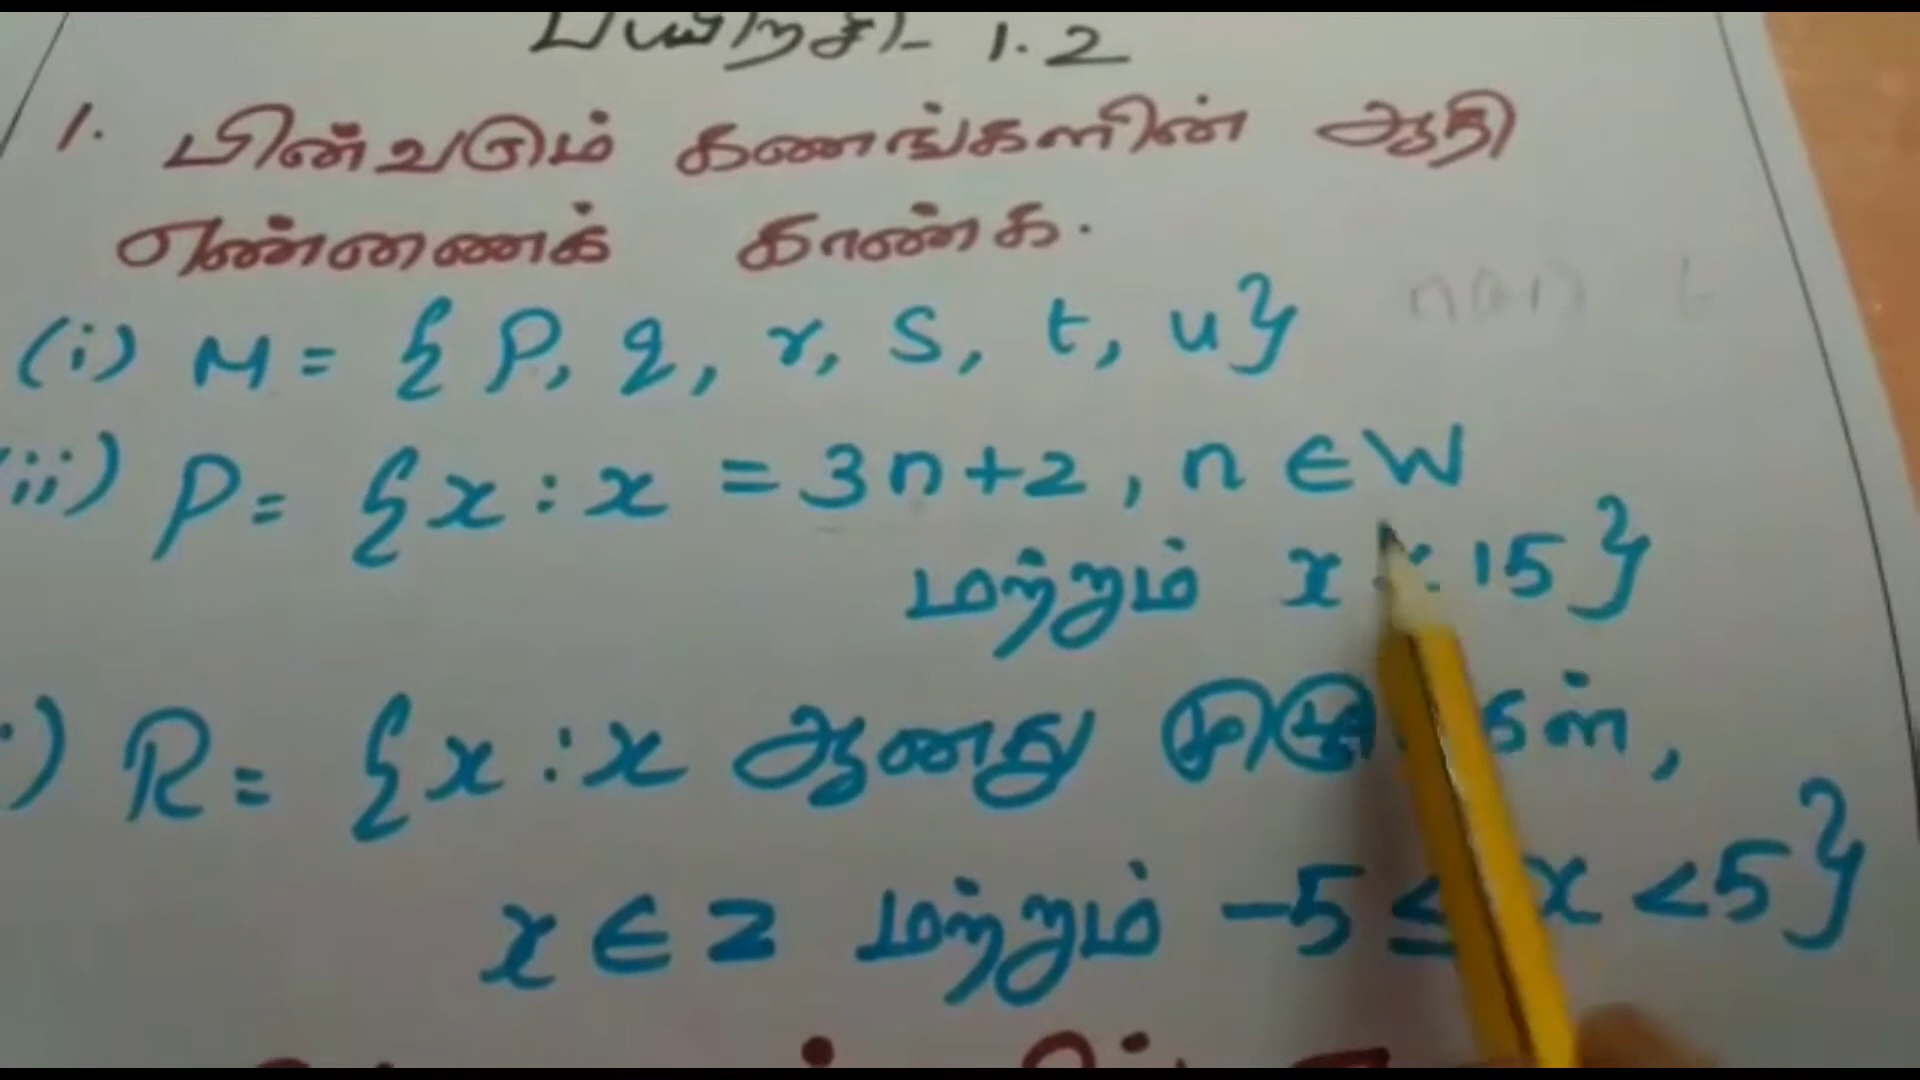 பயிற்சி - 1.2
1. பின்வரும் கணங்களின் ஆதி
எண்ணைக் காண்க.
(i) M = {P, q, r, s, t, u}
(ii) P = {x : x = 3n+2, n ∈ W
மற்றும் x < 15}
) R = {x : x ஆனது
x ∈ Z மற்றும் -5 ≤ x < 5}